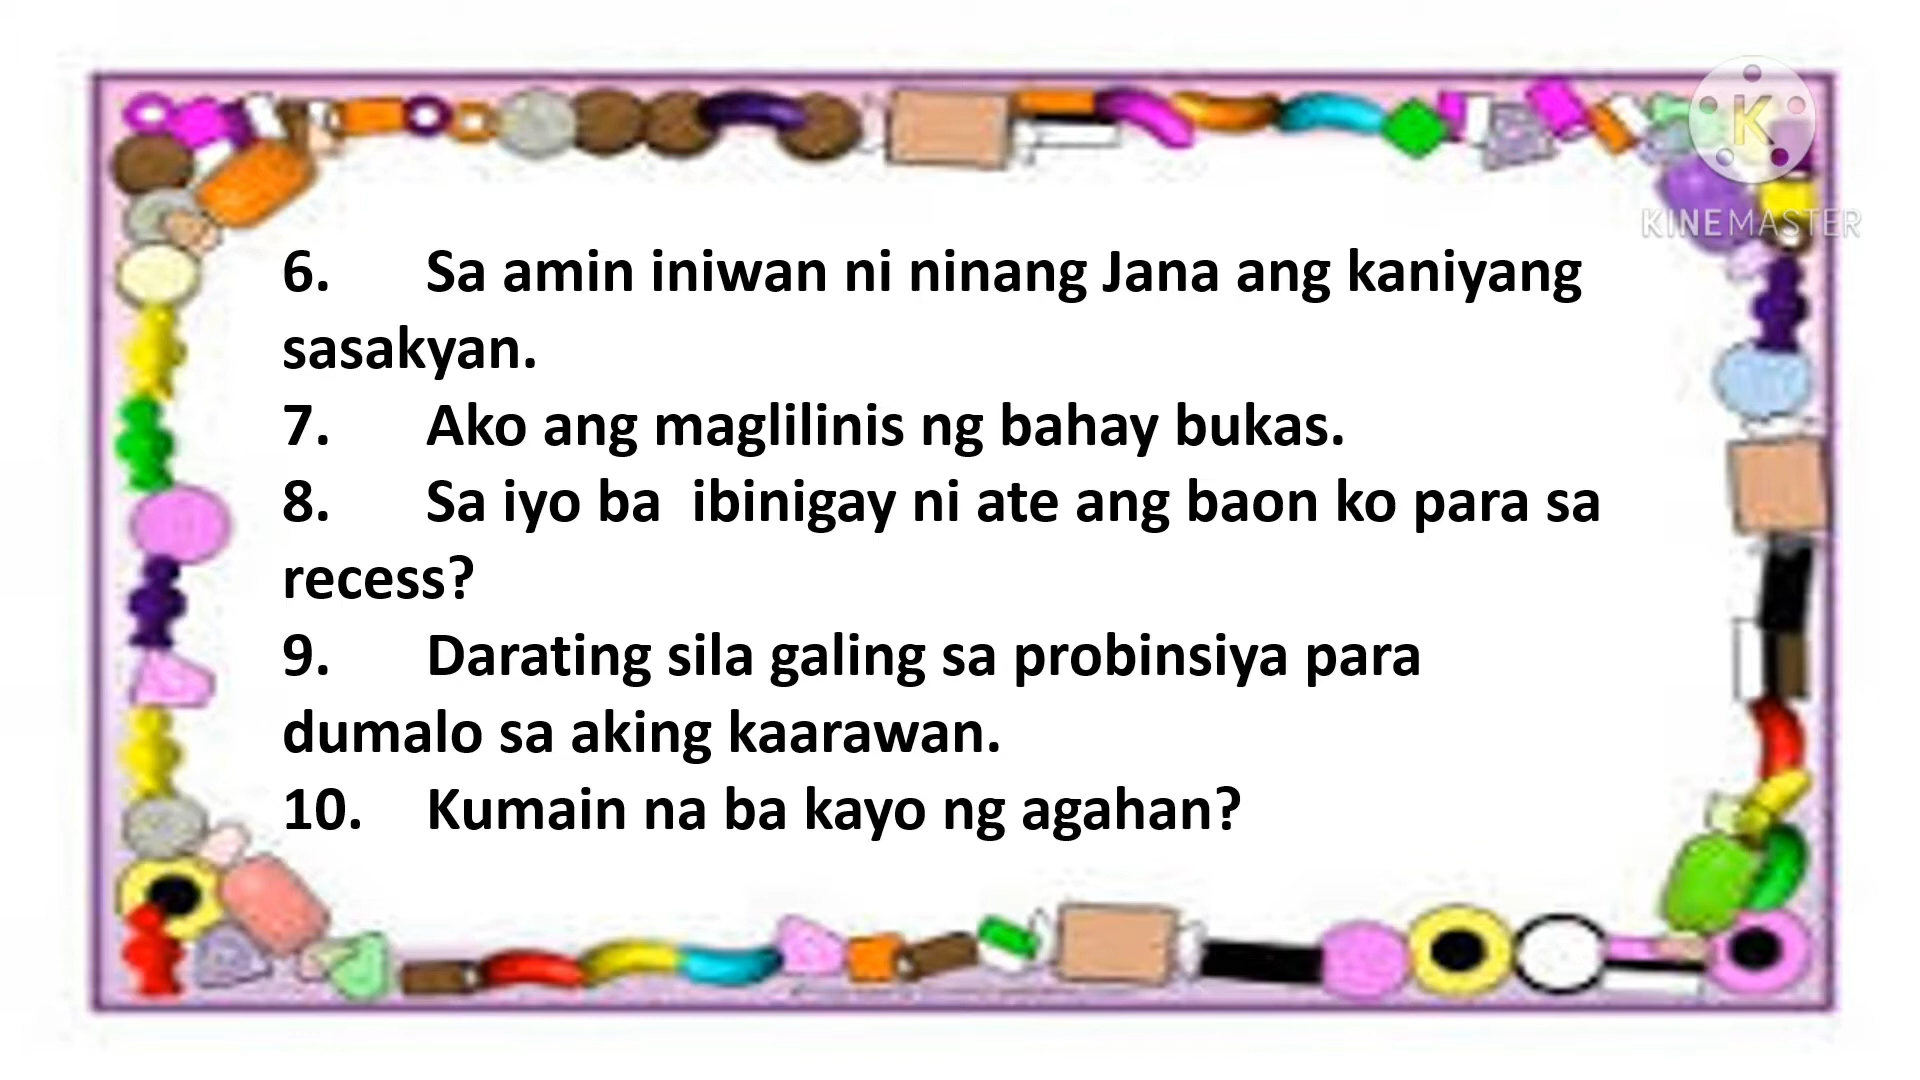 K
KINEMASTER
6. Sa amin iniwan ni ninang Jana ang kaniyang
sasakyan.
7. Ako ang maglilinis ng bahay bukas.
8. Sa iyo ba ibinigay ni ate ang baon ko para sa
recess?
9. Darating sila galing sa probinsiya para
dumalo sa aking kaarawan.
10. Kumain na ba kayo ng agahan?